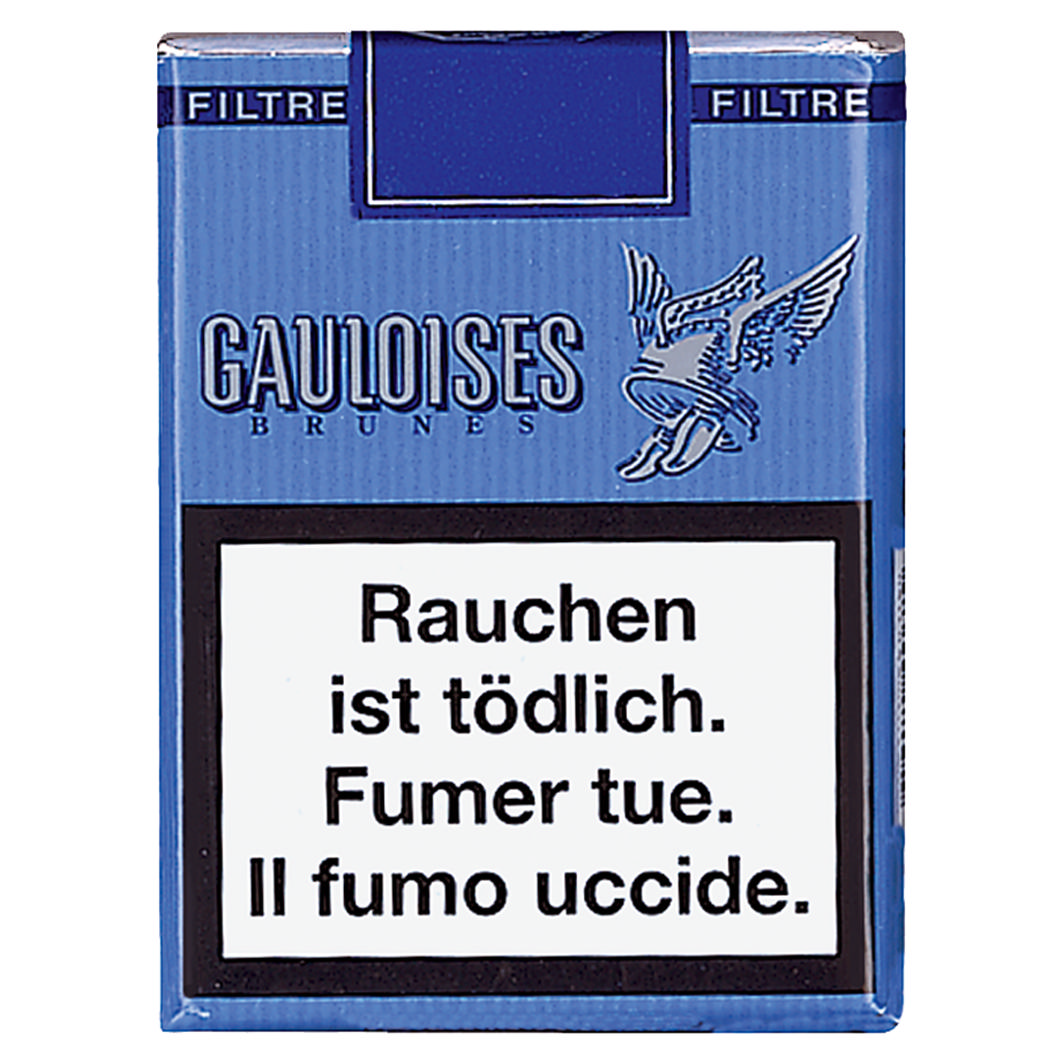 FILTRE FILTRE
GAULOISES
BRUNES
Rauchen
ist tödlich.
Fumer tue.
Il fumo uccide.